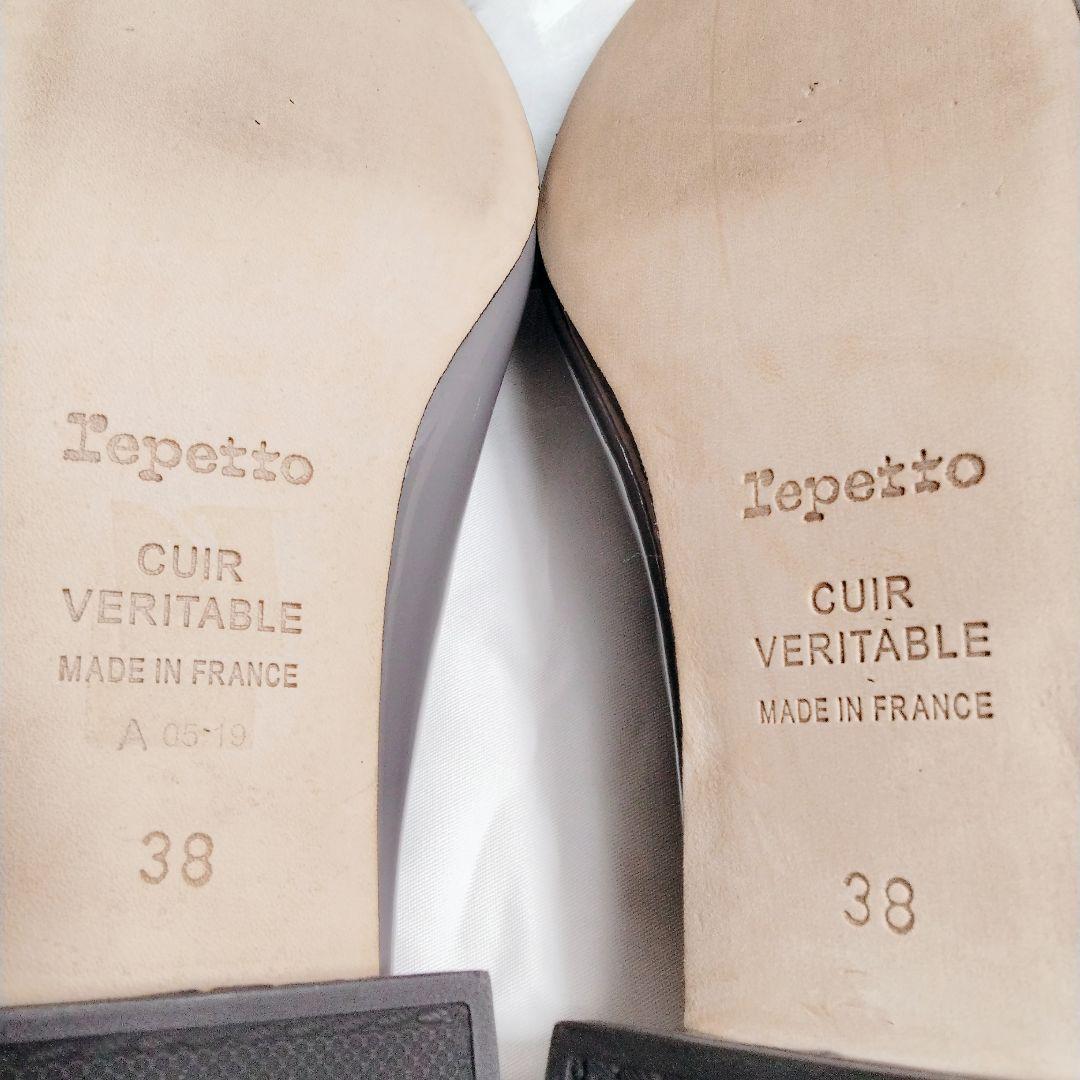 repetto
CUIR
VERITABLE
MADE IN FRANCE
A 05-19
38
repetto
CUIR
VERITABLE
MADE IN FRANCE
38